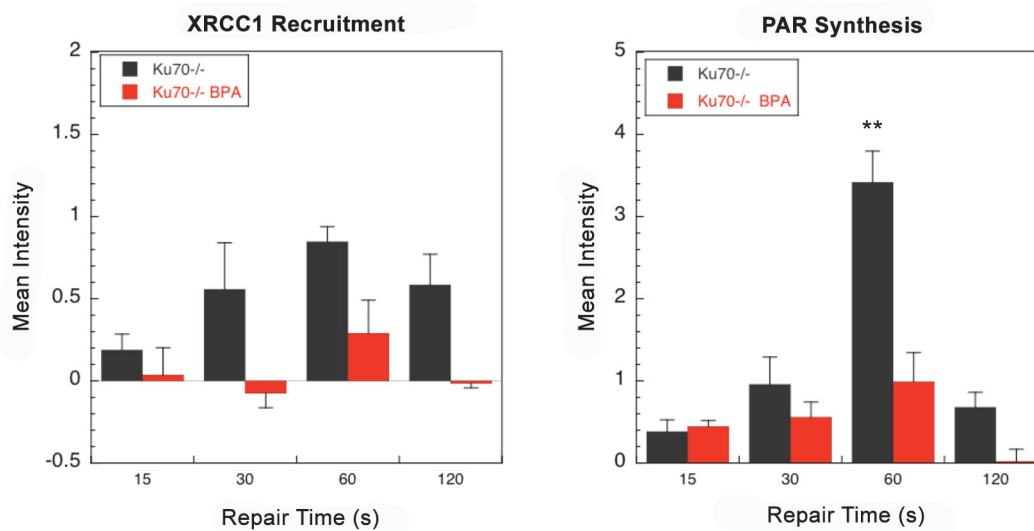 XRCC1 Recruitment
2
1.5
1
0.5
0
-0.5
Mean Intensity
Ku70-/-
Ku70-/- BPA
15 30 60 120
Repair Time (s)
PAR Synthesis
5
4
3
2
1
0
Mean Intensity
Ku70-/-
Ku70-/- BPA
**
15 30 60 120
Repair Time (s)